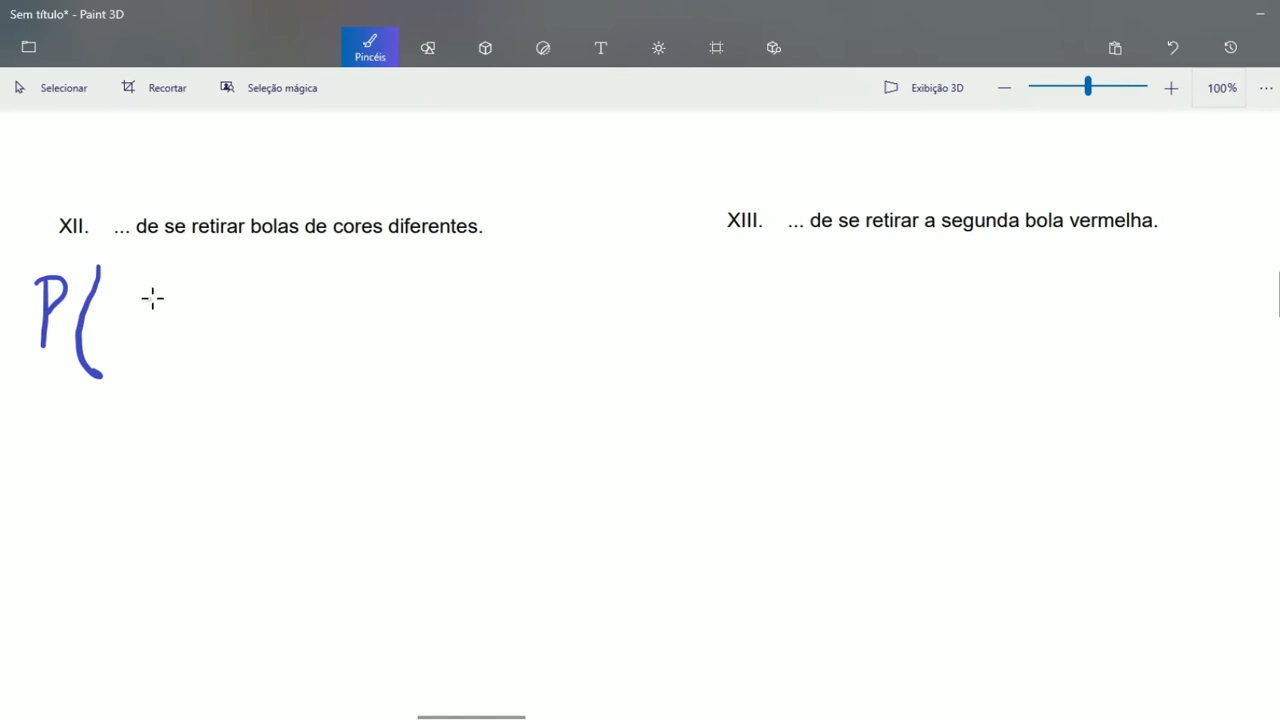 Sem título* - Paint 3D
Pincéis
Selecionar Recortar Seleção mágica Exibição 3D 100%
XII. ... de se retirar bolas de cores diferentes.
XIII. ... de se retirar a segunda bola vermelha.
P(